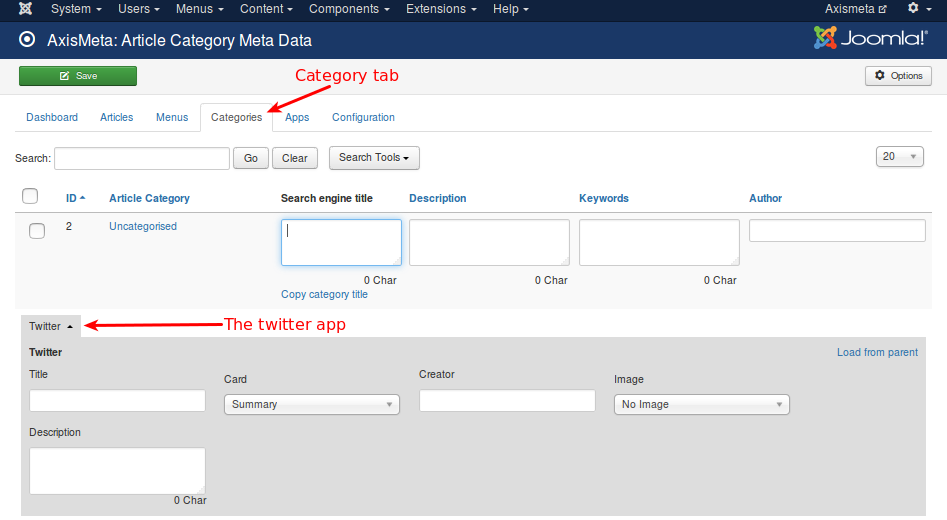 System Users Menus Content Components Extensions Help Axismeta
AxisMeta: Article Category Meta Data Joomla!®
Save Category tab Options
Dashboard Articles Menus Categories Apps Configuration
Search: Go Clear Search Tools 20
ID Article Category Search engine title Description Keywords Author
2 Uncategorised
0 Char 0 Char 0 Char
Copy category title
Twitter The twitter app
Twitter Load from parent
Title Card Creator Image
Summary No Image
Description
0 Char